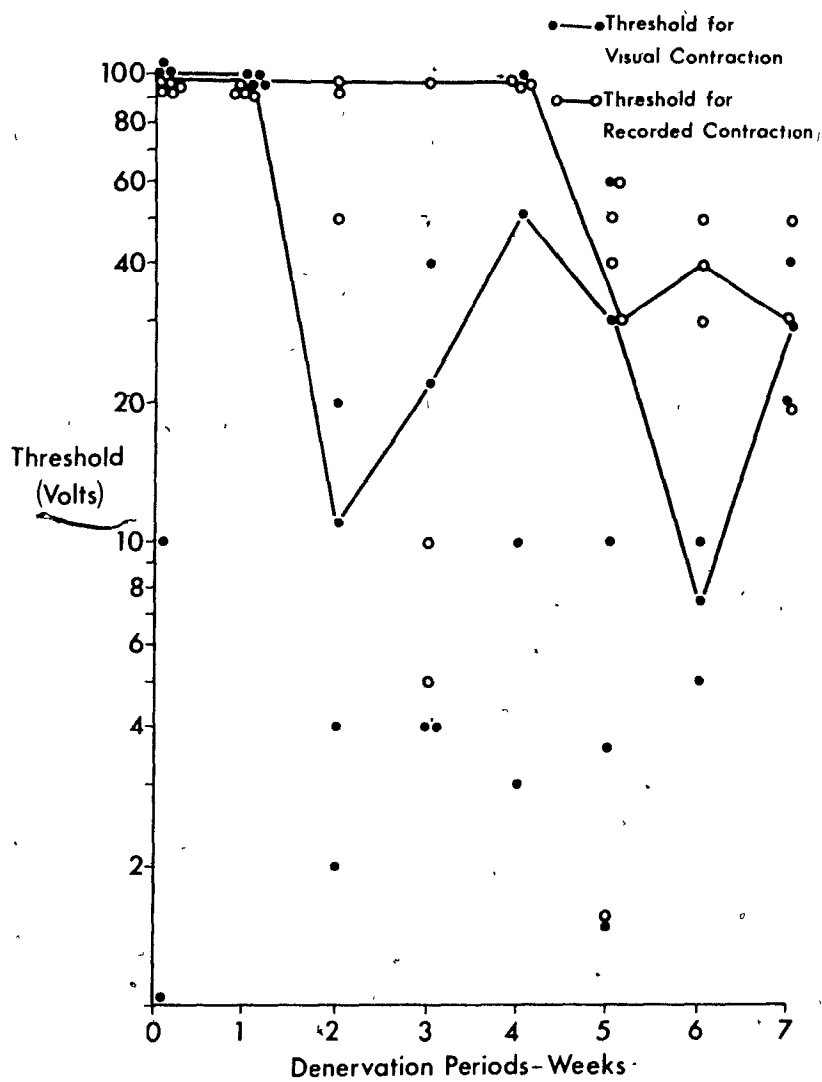 Threshold for
Visual Contraction
Threshold for
Recorded Contraction
100
80
60
40
20
Threshold
(Volts)
10
8
6
4
2
0 1 2 3 4 5 6 7
Denervation Periods-Weeks